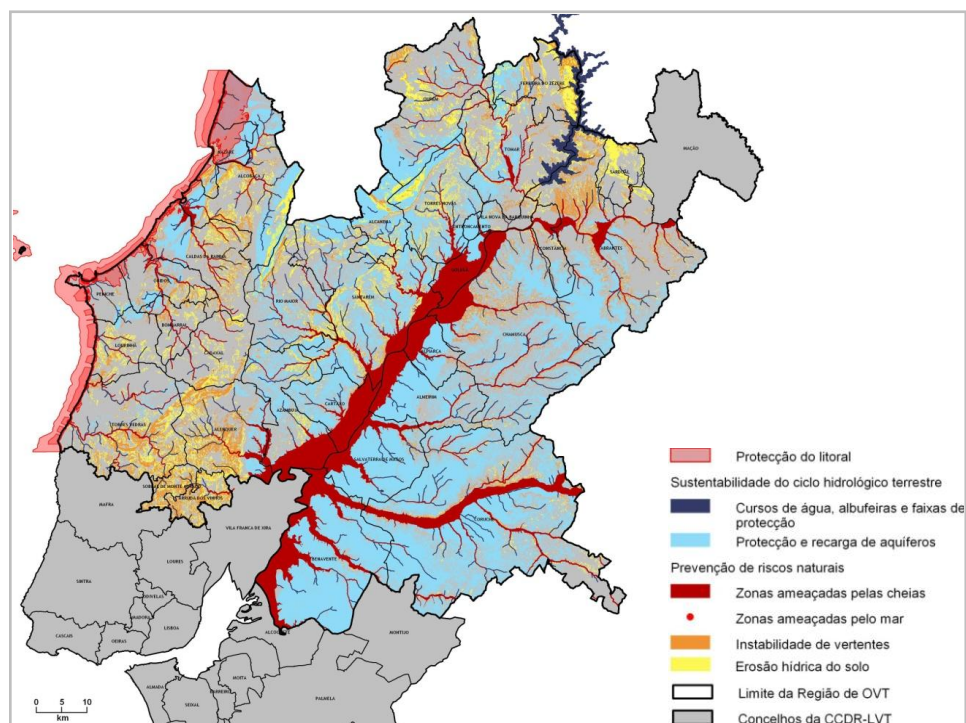 FERREIRA DO ZÊZERE
OURÉM
MAÇÃO
TOMAR
NAZARÉ
SARDOAL
ALCOBAÇA
TORRES NOVAS
VILA NOVA DA BARQUINHA
ALCANENA
ENTRONCAMENTO
CONSTÂNCIA
ABRANTES
CALDAS DA RAINHA
GOLEGÃ
ÓBIDOS
PENICHE
RIO MAIOR
SANTARÉM
BOMBARRAL
CHAMUSCA
LOURINHÃ
CADAVAL
ALPIARÇA
ALMEIRIM
CARTAXO
AZAMBUJA
TORRES VEDRAS
ALENQUER
SALVATERRA DE MAGOS
SOBRAL DE MONTE AGRAÇO
ARRUDA DOS VINHOS
MAFRA
CORUCHE
VILA FRANCA DE XIRA
BENAVENTE
LOURES
SINTRA
ODIVELAS
AMADORA
LISBOA
CASCAIS
OEIRAS
ALCOCHETE
MONTIJO
MOITA
ALMADA
BARREIRO
SEIXAL
PALMELA
0 5 10
km
Protecção do litoral
Sustentabilidade do ciclo hidrológico terrestre
Cursos de água, albufeiras e faixas de
protecção
Protecção e recarga de aquíferos
Prevenção de riscos naturais
Zonas ameaçadas pelas cheias
Zonas ameaçadas pelo mar
Instabilidade de vertentes
Erosão hídrica do solo
Limite da Região de OVT
Concelhos da CCDR-LVT